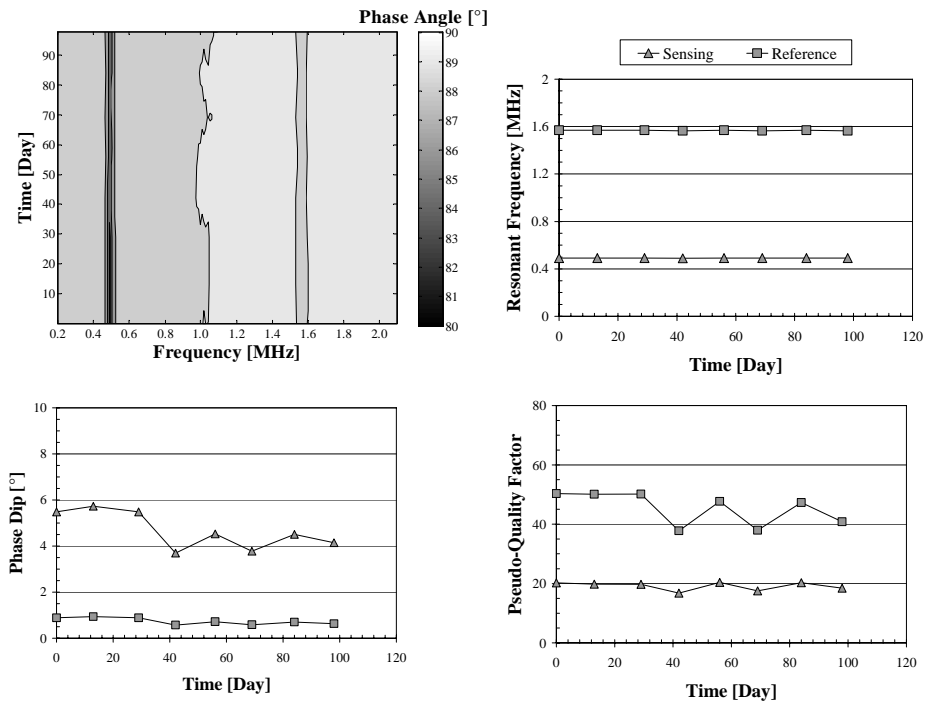 Phase Angle [°]
90
80
70
60
50
40
30
20
10
Time [Day]
0.2 0.4 0.6 0.8 1.0 1.2 1.4 1.6 1.8 2.0
Frequency [MHz]
90
89
88
87
86
85
84
83
82
81
80
Sensing Reference
2
1.6
1.2
0.8
0.4
0
Resonant Frequency [MHz]
0 20 40 60 80 100 120
Time [Day]
10
8
6
4
2
0
Phase Dip [°]
0 20 40 60 80 100 120
Time [Day]
80
60
40
20
0
Pseudo-Quality Factor
0 20 40 60 80 100 120
Time [Day]